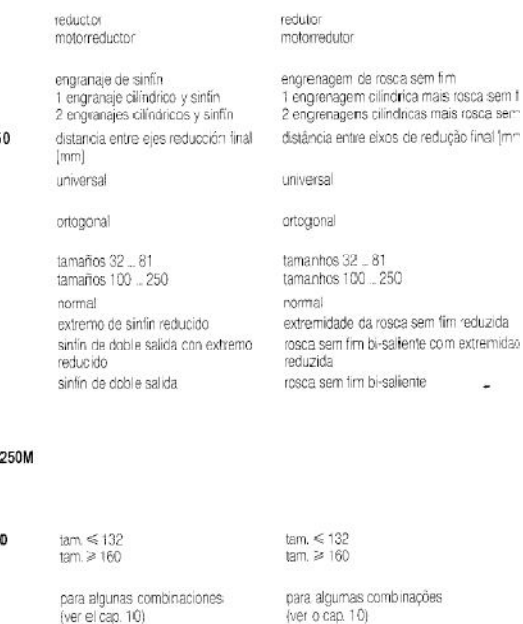 reductor
motorreductor
engranaje de sinfín
1 engranaje cilíndrico y sinfín
2 engranajes cilíndricos y sinfín
distancia entre ejes reducción final
[mm]
universal
ortogonal
tamaños 32 ... 81
tamaños 100 ... 250
normal
extremo de sinfín reducido
sinfín de doble salida con extremo
reducido
sinfín de doble salida
250M
tam. ≤ 132
tam. ≥ 160
para algunas combinaciones
(ver el cap. 10)
redutor
motorredutor
engrenagem de rosca sem fim
1 engrenagem cilíndrica mais rosca sem
2 engrenagens cilíndricas mais rosca sem
distância entre eixos de redução final [mm
universal
ortogonal
tamanhos 32 ... 81
tamanhos 100 ... 250
normal
extremidade da rosca sem fim reduzida
rosca sem fim bi-saliente com extremidad
reduzida
rosca sem fim bi-saliente
tam. ≤ 132
tam. ≥ 160
para algumas combinações
(ver o cap. 10)